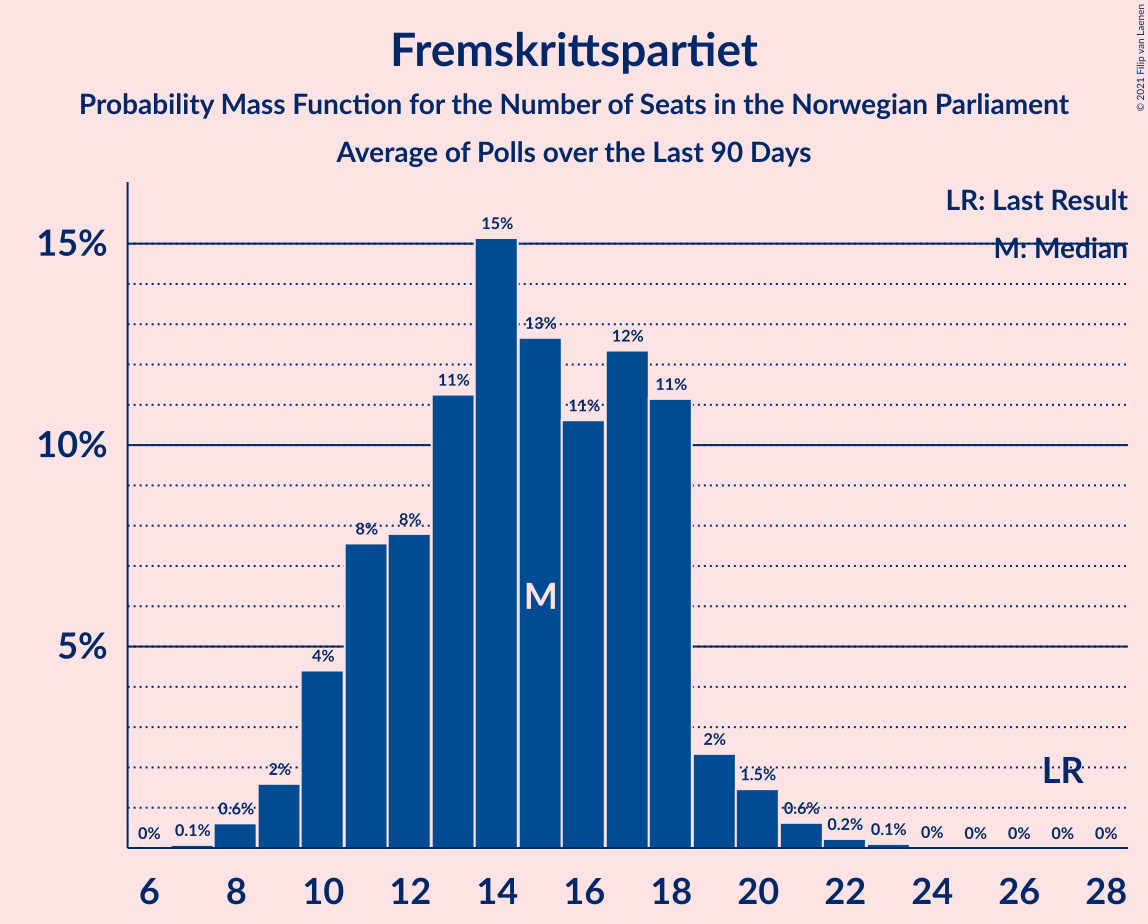 Fremskrittspartiet
Probability Mass Function for the Number of Seats in the Norwegian Parliament
Average of Polls over the Last 90 Days
© 2021 Filip van Laenen
LR: Last Result
M: Median
15%
10%
5%
0%
0.1%
0.6%
2%
4%
8%
8%
11%
15%
13%
11%
12%
11%
2%
1.5%
0.6%
0.2%
0.1%
0%
0%
0%
0%
0%
M
LR
6 8 10 12 14 16 18 20 22 24 26 28